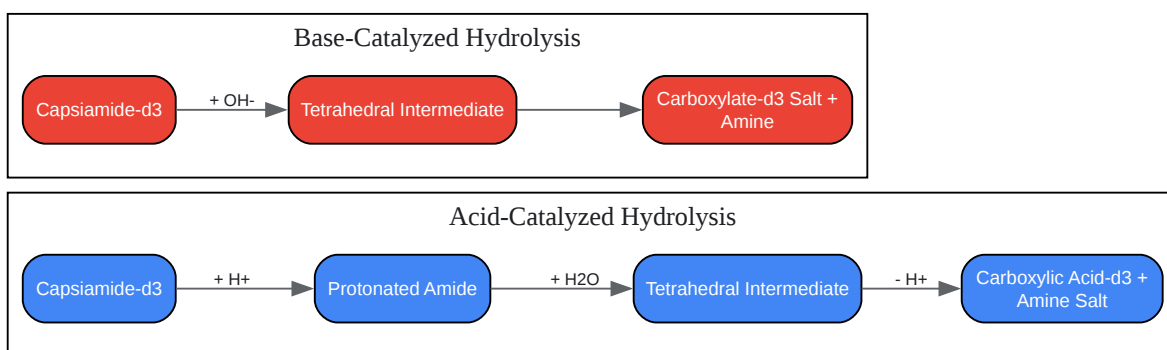 Base-Catalyzed Hydrolysis
Capsiamide-d3
+ OH-
Tetrahedral Intermediate
Carboxylate-d3 Salt +
Amine
Acid-Catalyzed Hydrolysis
Capsiamide-d3
+ H+
Protonated Amide
+ H2O
Tetrahedral Intermediate
- H+
Carboxylic Acid-d3 +
Amine Salt